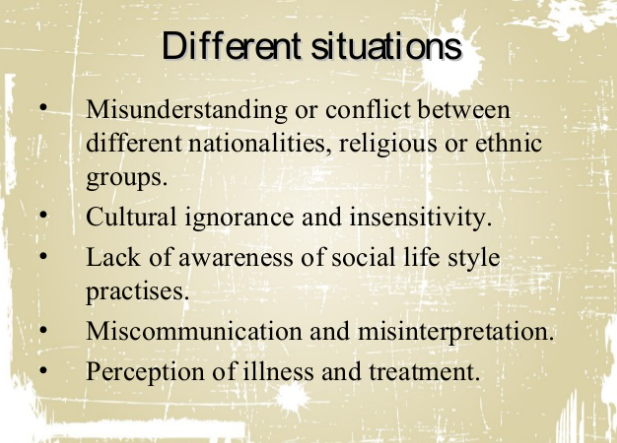 Different situations
• Misunderstanding or conflict between
different nationalities, religious or ethnic
groups.
• Cultural ignorance and insensitivity.
• Lack of awareness of social life style
practises.
• Miscommunication and misinterpretation.
• Perception of illness and treatment.